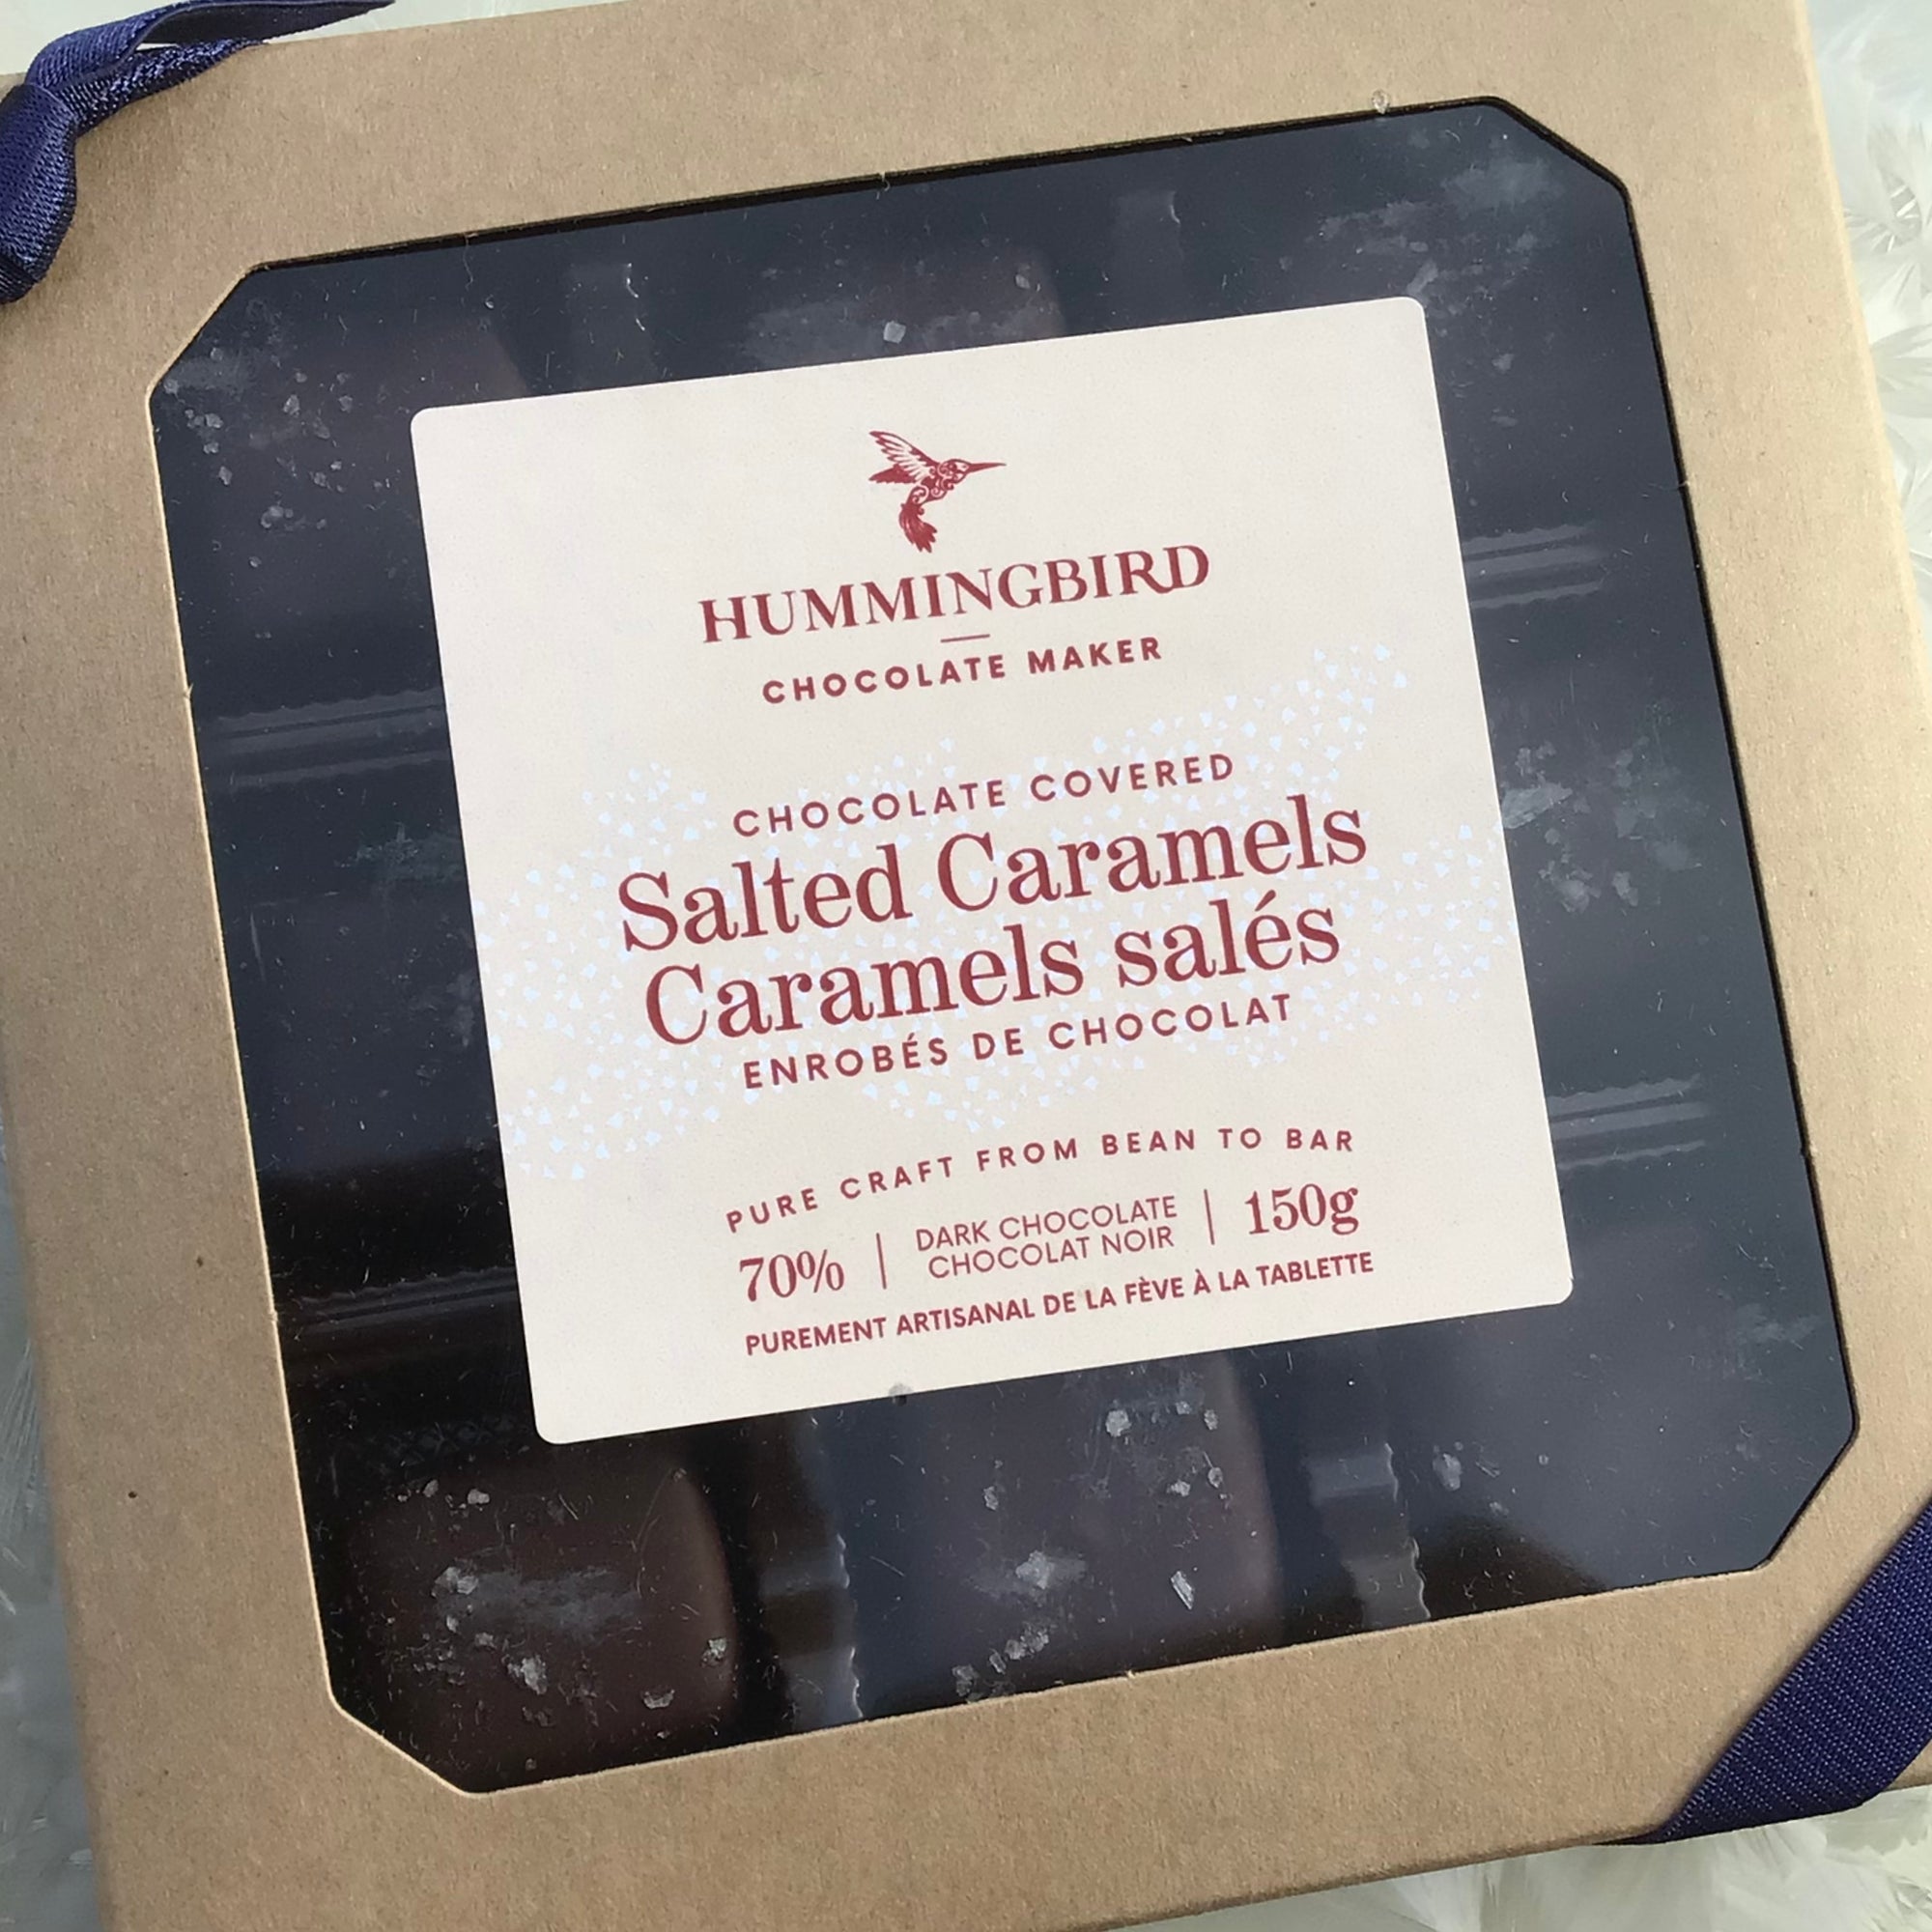 HUMMINGBIRD
CHOCOLATE MAKER
CHOCOLATE COVERED
Salted Caramels
Caramels salés
ENROBÉS DE CHOCOLAT
PURE CRAFT FROM BEAN TO BAR
70% | DARK CHOCOLATE | 150g
CHOCOLAT NOIR
PUREMENT ARTISANAL DE LA FÈVE À LA TABLETTE